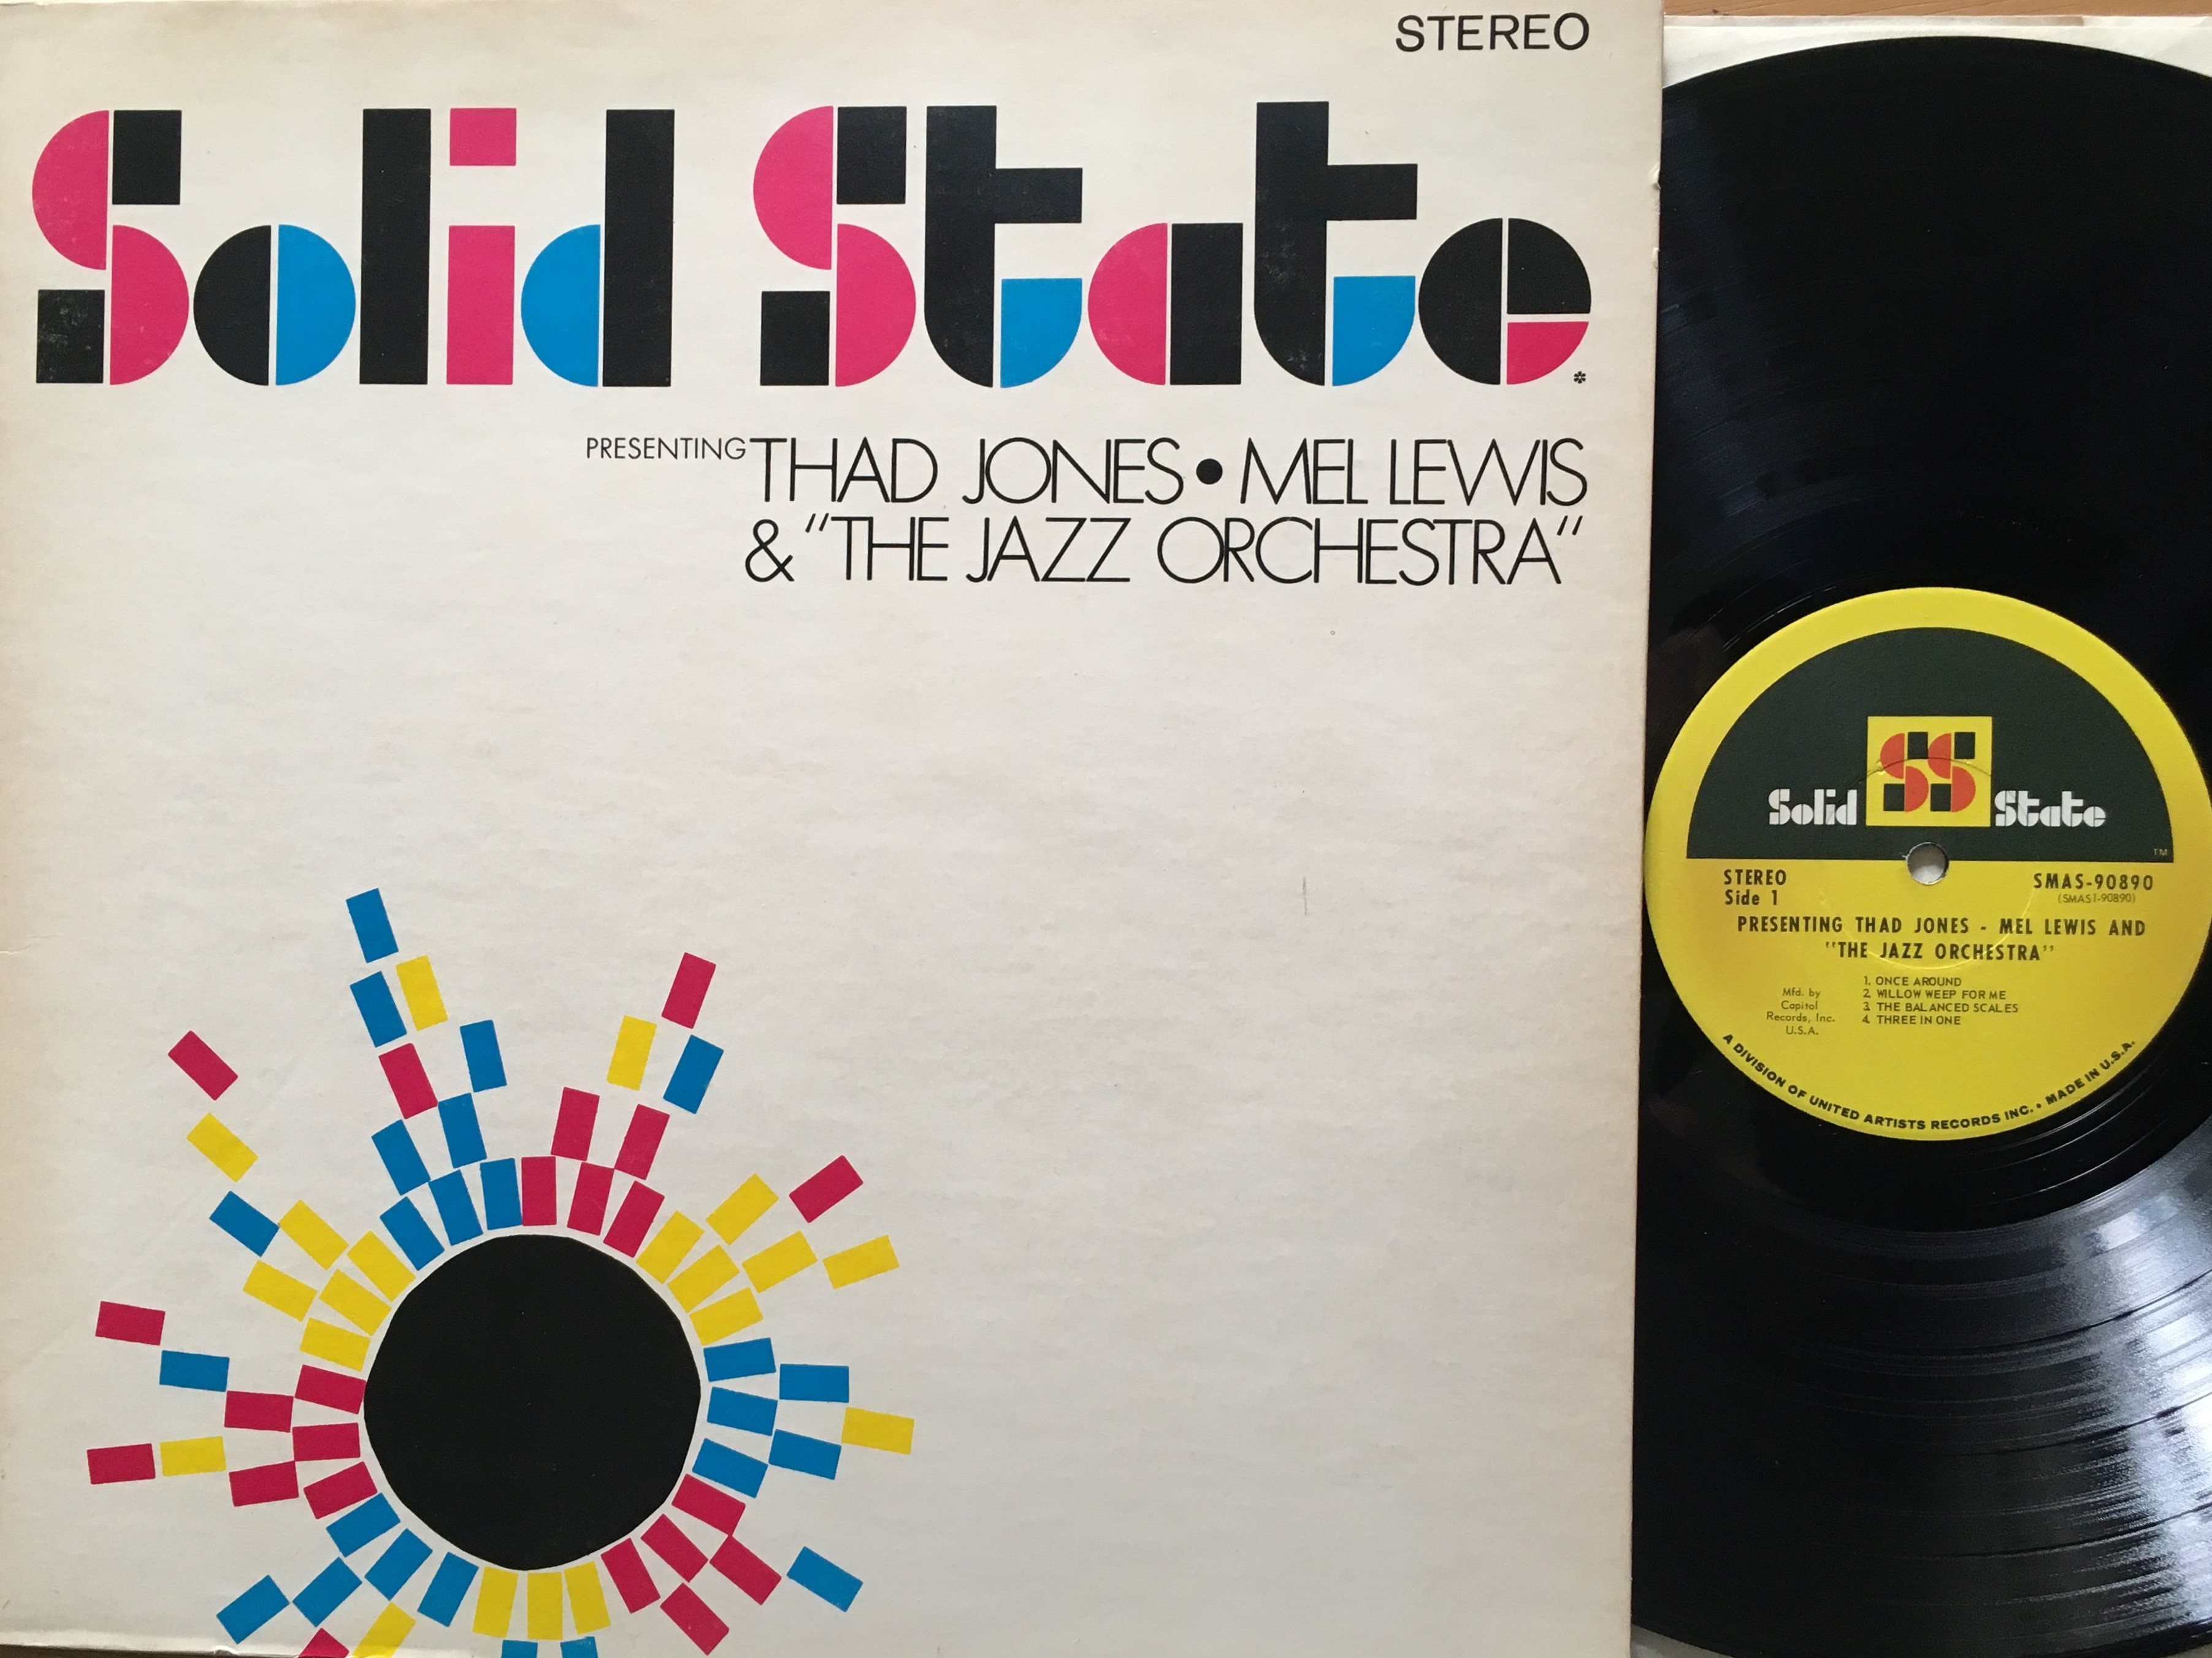 STEREO
Solid State*
PRESENTING THAD JONES • MEL LEWIS
& "THE JAZZ ORCHESTRA"
Solid SS State
TM
STEREO SMAS-90890
Side 1 (SMAS1-90890)
PRESENTING THAD JONES - MEL LEWIS AND
"THE JAZZ ORCHESTRA"
Mfd. by
Capitol
Records, Inc.
U.S.A.
1. ONCE AROUND
2. WILLOW WEEP FOR ME
3. THE BALANCED SCALES
4. THREE IN ONE
A DIVISION OF UNITED ARTISTS RECORDS INC. • MADE IN U.S.A.